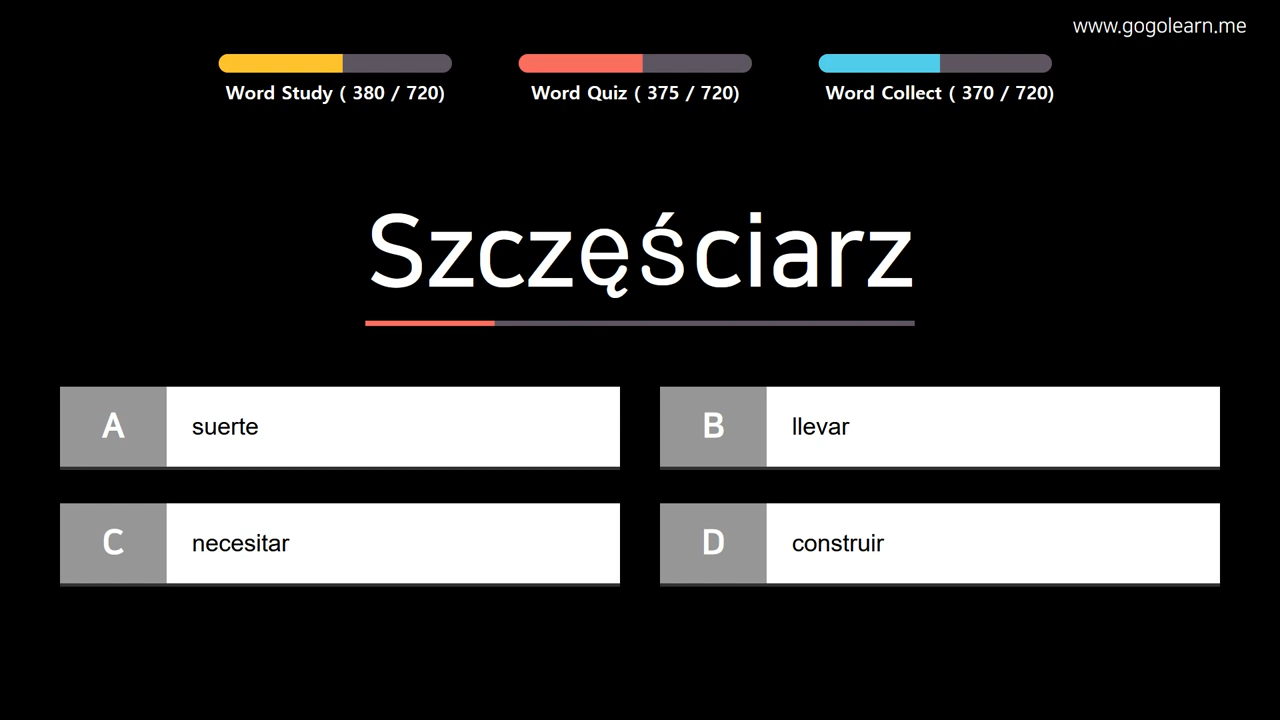 www.gogolearn.me
Word Study ( 380 / 720)
Word Quiz ( 375 / 720)
Word Collect ( 370 / 720)
Szczęściarz
A suerte
B llevar
C necesitar
D construir